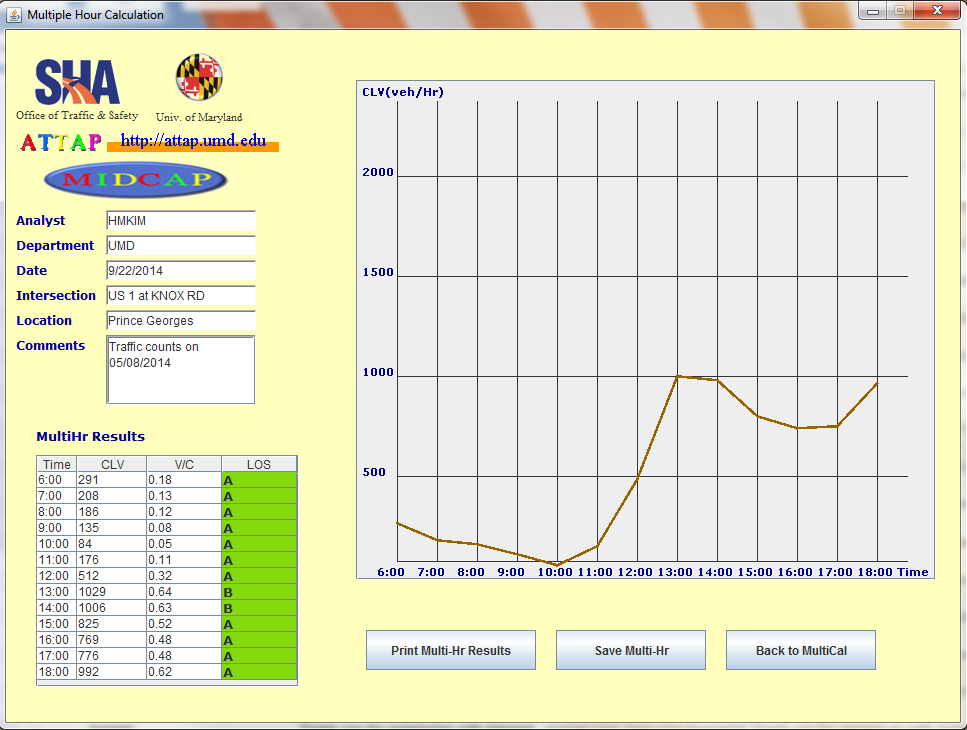 Multiple Hour Calculation
SHA
Office of Traffic & Safety
Univ. of Maryland
ATTAP http://attap.umd.edu
MIDCAP
Analyst HMKIM
Department UMD
Date 9/22/2014
Intersection US 1 at KNOX RD
Location Prince Georges
Comments Traffic counts on
05/08/2014
MultiHr Results
Time CLV V/C LOS
6:00 291 0.18 A
7:00 208 0.13 A
8:00 186 0.12 A
9:00 135 0.08 A
10:00 84 0.05 A
11:00 176 0.11 A
12:00 512 0.32 A
13:00 1029 0.64 B
14:00 1006 0.63 B
15:00 825 0.52 A
16:00 769 0.48 A
17:00 776 0.48 A
18:00 992 0.62 A
CLV(veh/Hr)
2000
1500
1000
500
6:00 7:00 8:00 9:00 10:00 11:00 12:00 13:00 14:00 15:00 16:00 17:00 18:00 Time
Print Multi-Hr Results
Save Multi-Hr
Back to MultiCal